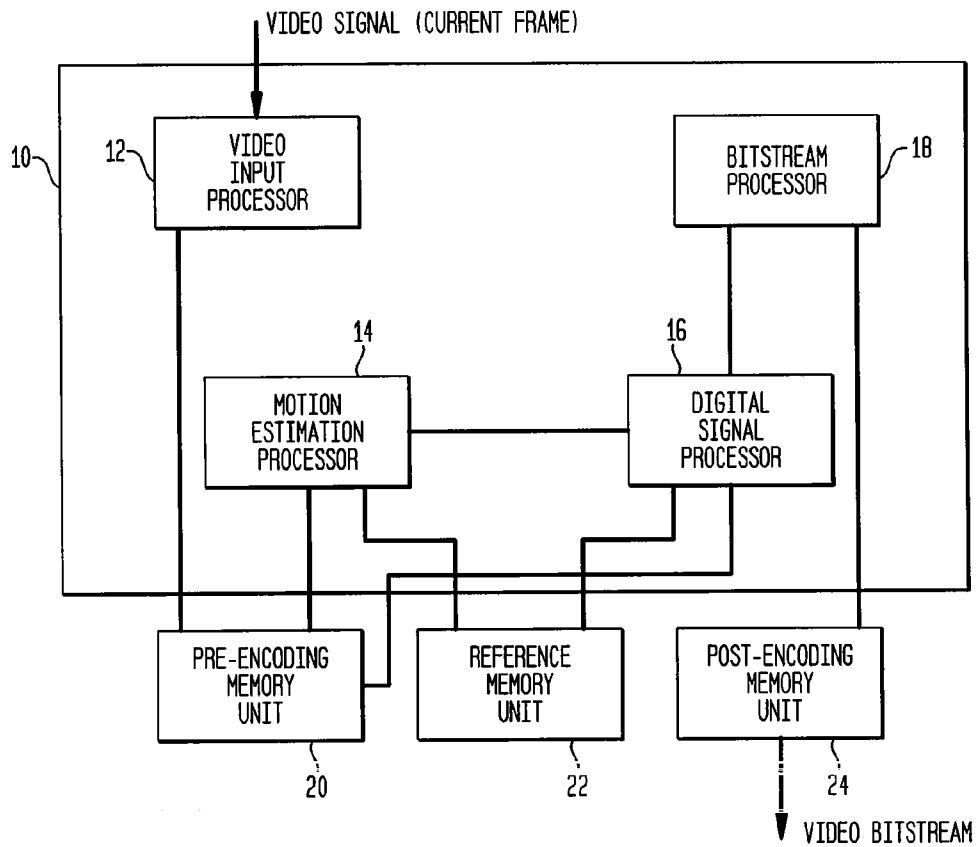 VIDEO SIGNAL (CURRENT FRAME)
10
12
VIDEO
INPUT
PROCESSOR
BITSTREAM
PROCESSOR
18
14
MOTION
ESTIMATION
PROCESSOR
16
DIGITAL
SIGNAL
PROCESSOR
PRE-ENCODING
MEMORY
UNIT
20
REFERENCE
MEMORY
UNIT
22
POST-ENCODING
MEMORY
UNIT
24
VIDEO BITSTREAM